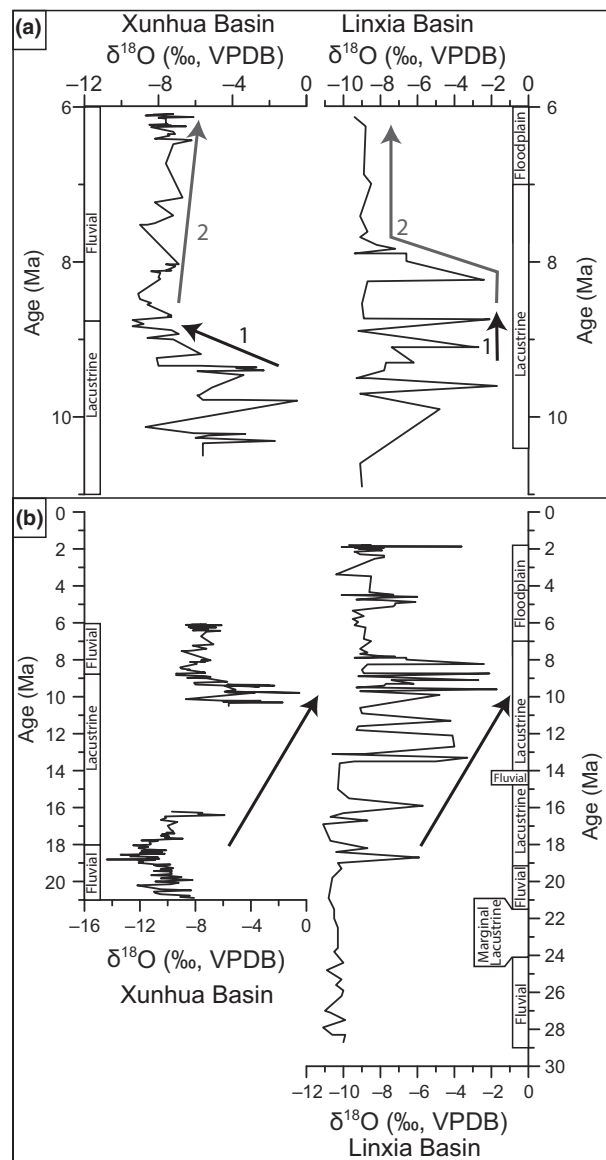 (a)
Xunhua Basin
Linxia Basin
δ18O (‰, VPDB)
δ18O (‰, VPDB)
−12 −8 −4 0
−10 −8 −6 −4 −2 0
6
8
10
Age (Ma)
Fluvial
Lacustrine
2
1
2
1
Floodplain
Lacustrine
6
8
10
Age (Ma)
(b)
0
2
4
6
8
10
12
14
16
18
20
Age (Ma)
Fluvial
Lacustrine
Fluvial
−16 −12 −8 −4 0
δ18O (‰, VPDB)
Xunhua Basin
Floodplain
Lacustrine
Fluvial
Lacustrine
Fluvial
Marginal
Lacustrine
Fluvial
0
2
4
6
8
10
12
14
16
18
20
22
24
26
28
30
Age (Ma)
−12 −10 −8 −6 −4 −2 0
δ18O (‰, VPDB)
Linxia Basin